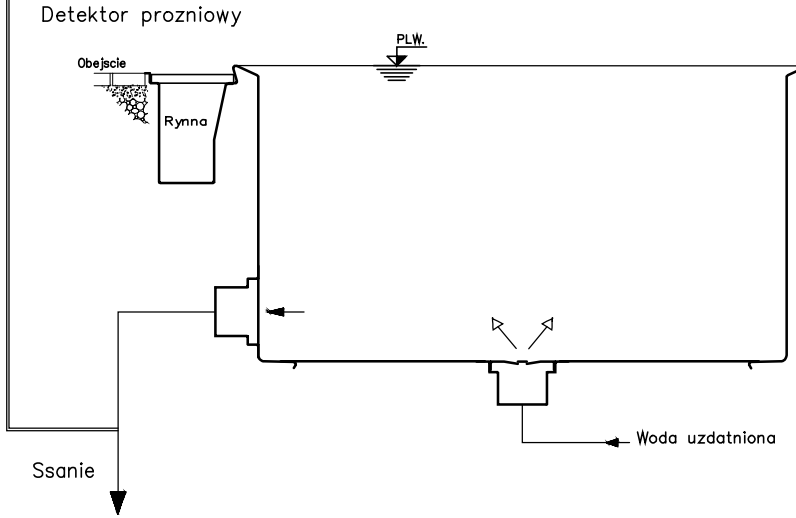 Detektor prozniowy
PLW.
Obejscie
Rynna
Woda uzdatniona
Ssanie